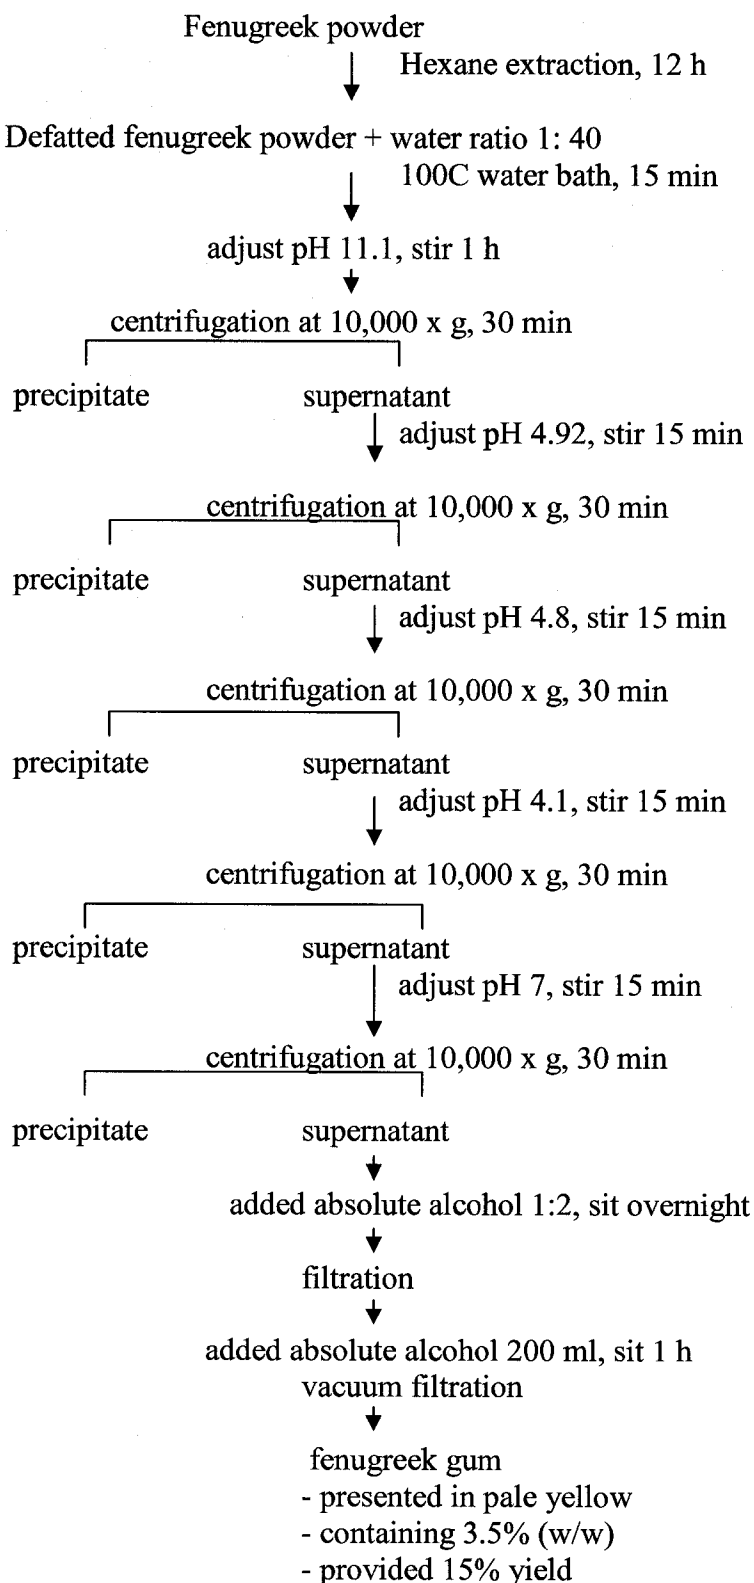 Fenugreek powder
Hexane extraction, 12 h
Defatted fenugreek powder + water ratio 1: 40
100C water bath, 15 min
adjust pH 11.1, stir 1 h
centrifugation at 10,000 x g, 30 min
precipitate supernatant
adjust pH 4.92, stir 15 min
centrifugation at 10,000 x g, 30 min
precipitate supernatant
adjust pH 4.8, stir 15 min
centrifugation at 10,000 x g, 30 min
precipitate supernatant
adjust pH 4.1, stir 15 min
centrifugation at 10,000 x g, 30 min
precipitate supernatant
adjust pH 7, stir 15 min
centrifugation at 10,000 x g, 30 min
precipitate supernatant
added absolute alcohol 1:2, sit overnight
filtration
added absolute alcohol 200 ml, sit 1 h
vacuum filtration
fenugreek gum
- presented in pale yellow
- containing 3.5% (w/w)
- provided 15% yield